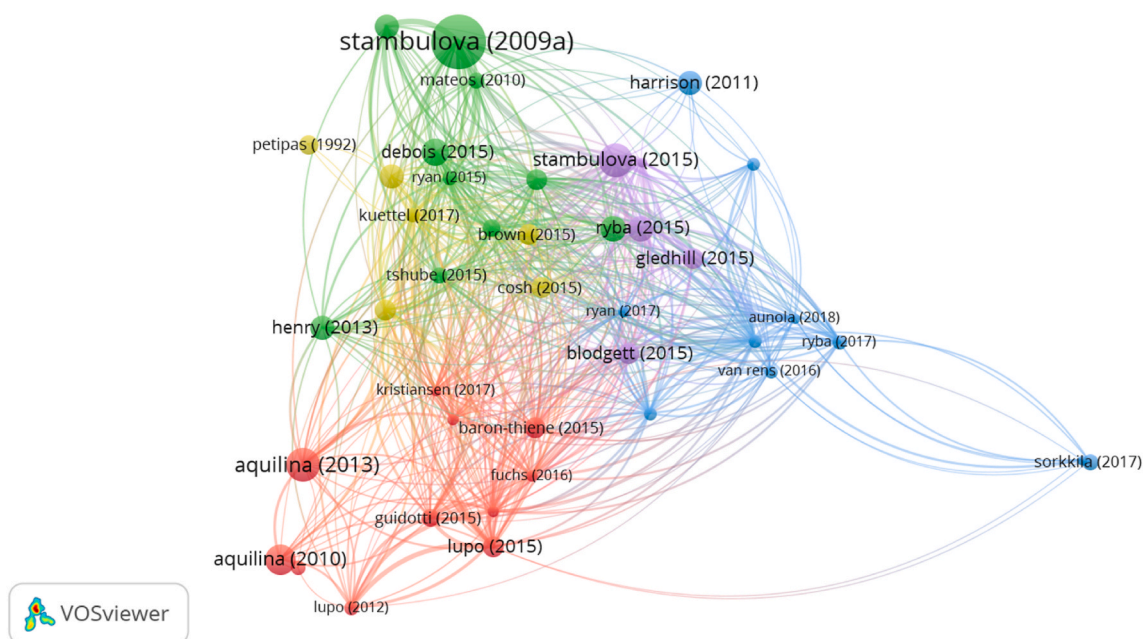 stambulova (2009a)
mateos (2010)
harrison (2011)
petipas (1992)
debois (2015)
stambulova (2015)
ryan (2015)
kuettel (2017)
brown (2015)
ryba (2015)
gledhill (2015)
tshube (2015)
cosh (2015)
henry (2013)
ryan (2017)
aunola (2018)
ryba (2017)
blodgett (2015)
van rens (2016)
kristiansen (2017)
baron-thiene (2015)
aquilina (2013)
sorkkila (2017)
fuchs (2016)
guidotti (2015)
lupo (2015)
aquilina (2010)
lupo (2012)
VOSviewer